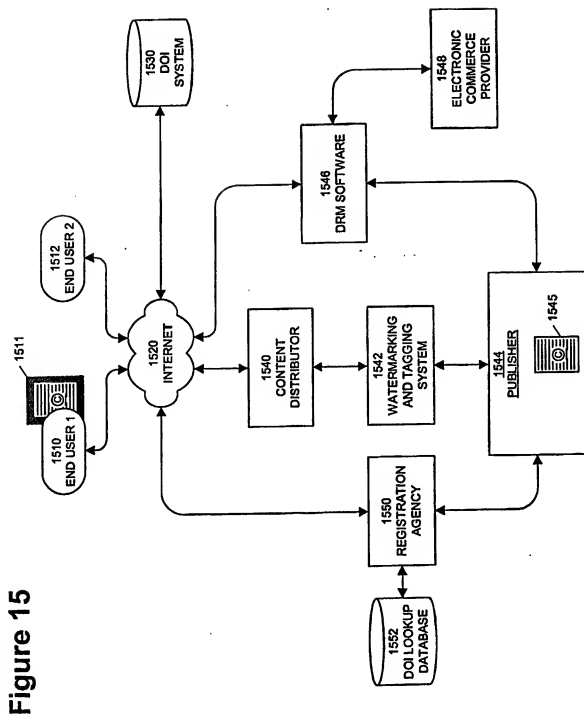 Figure 15
1511
1510
END USER 1
1512
END USER 2
1520
INTERNET
1530
DOI
SYSTEM
1540
CONTENT
DISTRIBUTOR
1542
WATERMARKING
AND TAGGING
SYSTEM
1546
DRM SOFTWARE
1548
ELECTRONIC
COMMERCE
PROVIDER
1550
REGISTRATION
AGENCY
1552
DOI LOOKUP
DATABASE
1544
PUBLISHER
1545
©
©